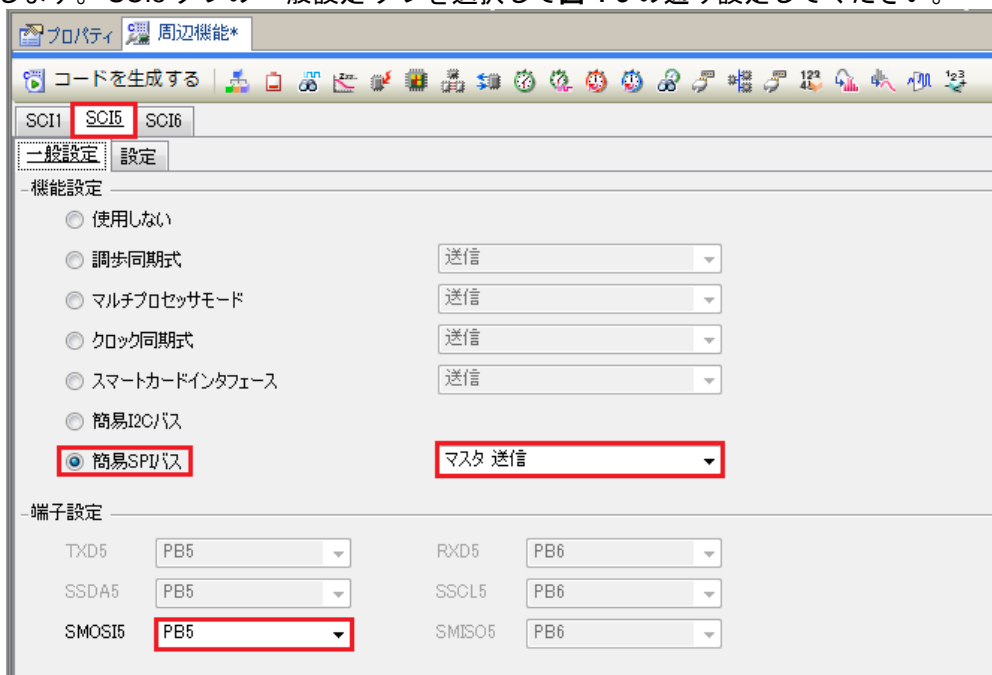 プロパティ 周辺機能*
コードを生成する
SCI1 SCI5 SCI6
一般設定 設定
機能設定
使用しない
調歩同期式 送信
マルチプロセッサモード 送信
クロック同期式 送信
スマートカードインタフェース 送信
簡易I2Cバス
簡易SPIバス マスタ 送信
端子設定
TXD5 PB5 RXD5 PB6
SSDA5 PB5 SSCL5 PB6
SMOSI5 PB5 SMISO5 PB6